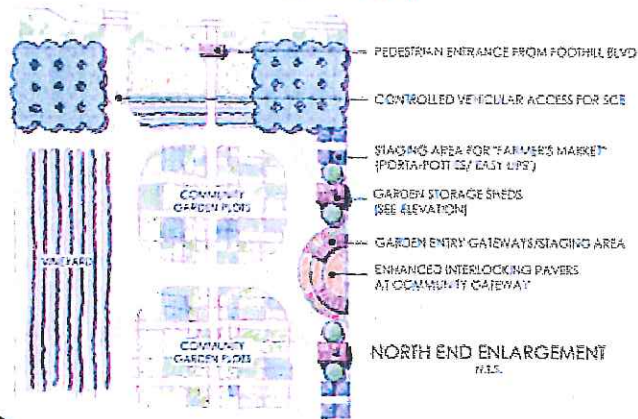 PEDESTRIAN ENTRANCE FROM FOOTHILL BLVD
CONTROLLED VEHICULAR ACCESS FOR SCE
STAGING AREA FOR "FARMER'S MARKET"
(PORTA-POTTIES/ EASY UPS)
GARDEN STORAGE SHEDS
(SEE ELEVATION)
GARDEN ENTRY GATEWAYS/STAGING AREA
ENHANCED INTERLOCKING PAVERS
AT COMMUNITY GATEWAY
COMMUNITY
GARDEN PLOTS
VINEYARD
COMMUNITY
GARDEN PLOTS
NORTH END ENLARGEMENT
N.T.S.